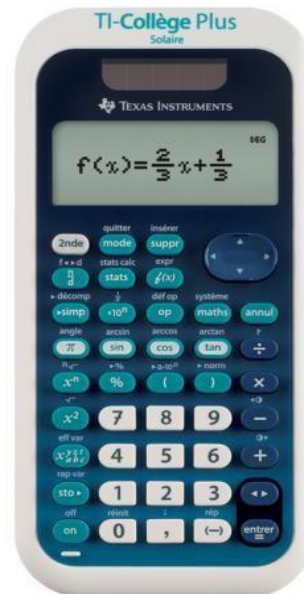 TI-Collège Plus
Solaire
TEXAS INSTRUMENTS
SEG
f(x)=2/3x+1/3
quitter insérer
2nde mode suppr
f◄►d stats calc expr
n/d stats f(x)
►décomp déf op système
►simp ×10ⁿ op maths annul
angle arcsin arccos arctan
π sin cos tan ÷
ⁿ√ ►% ►a·10ⁿ ►norm
xⁿ % ( ) ×
√
x² 7 8 9 −
eff var
4 5 6 +
rap var
sto► 1 2 3 ◄►
off réinit rép
on 0 , (−) entrer
=